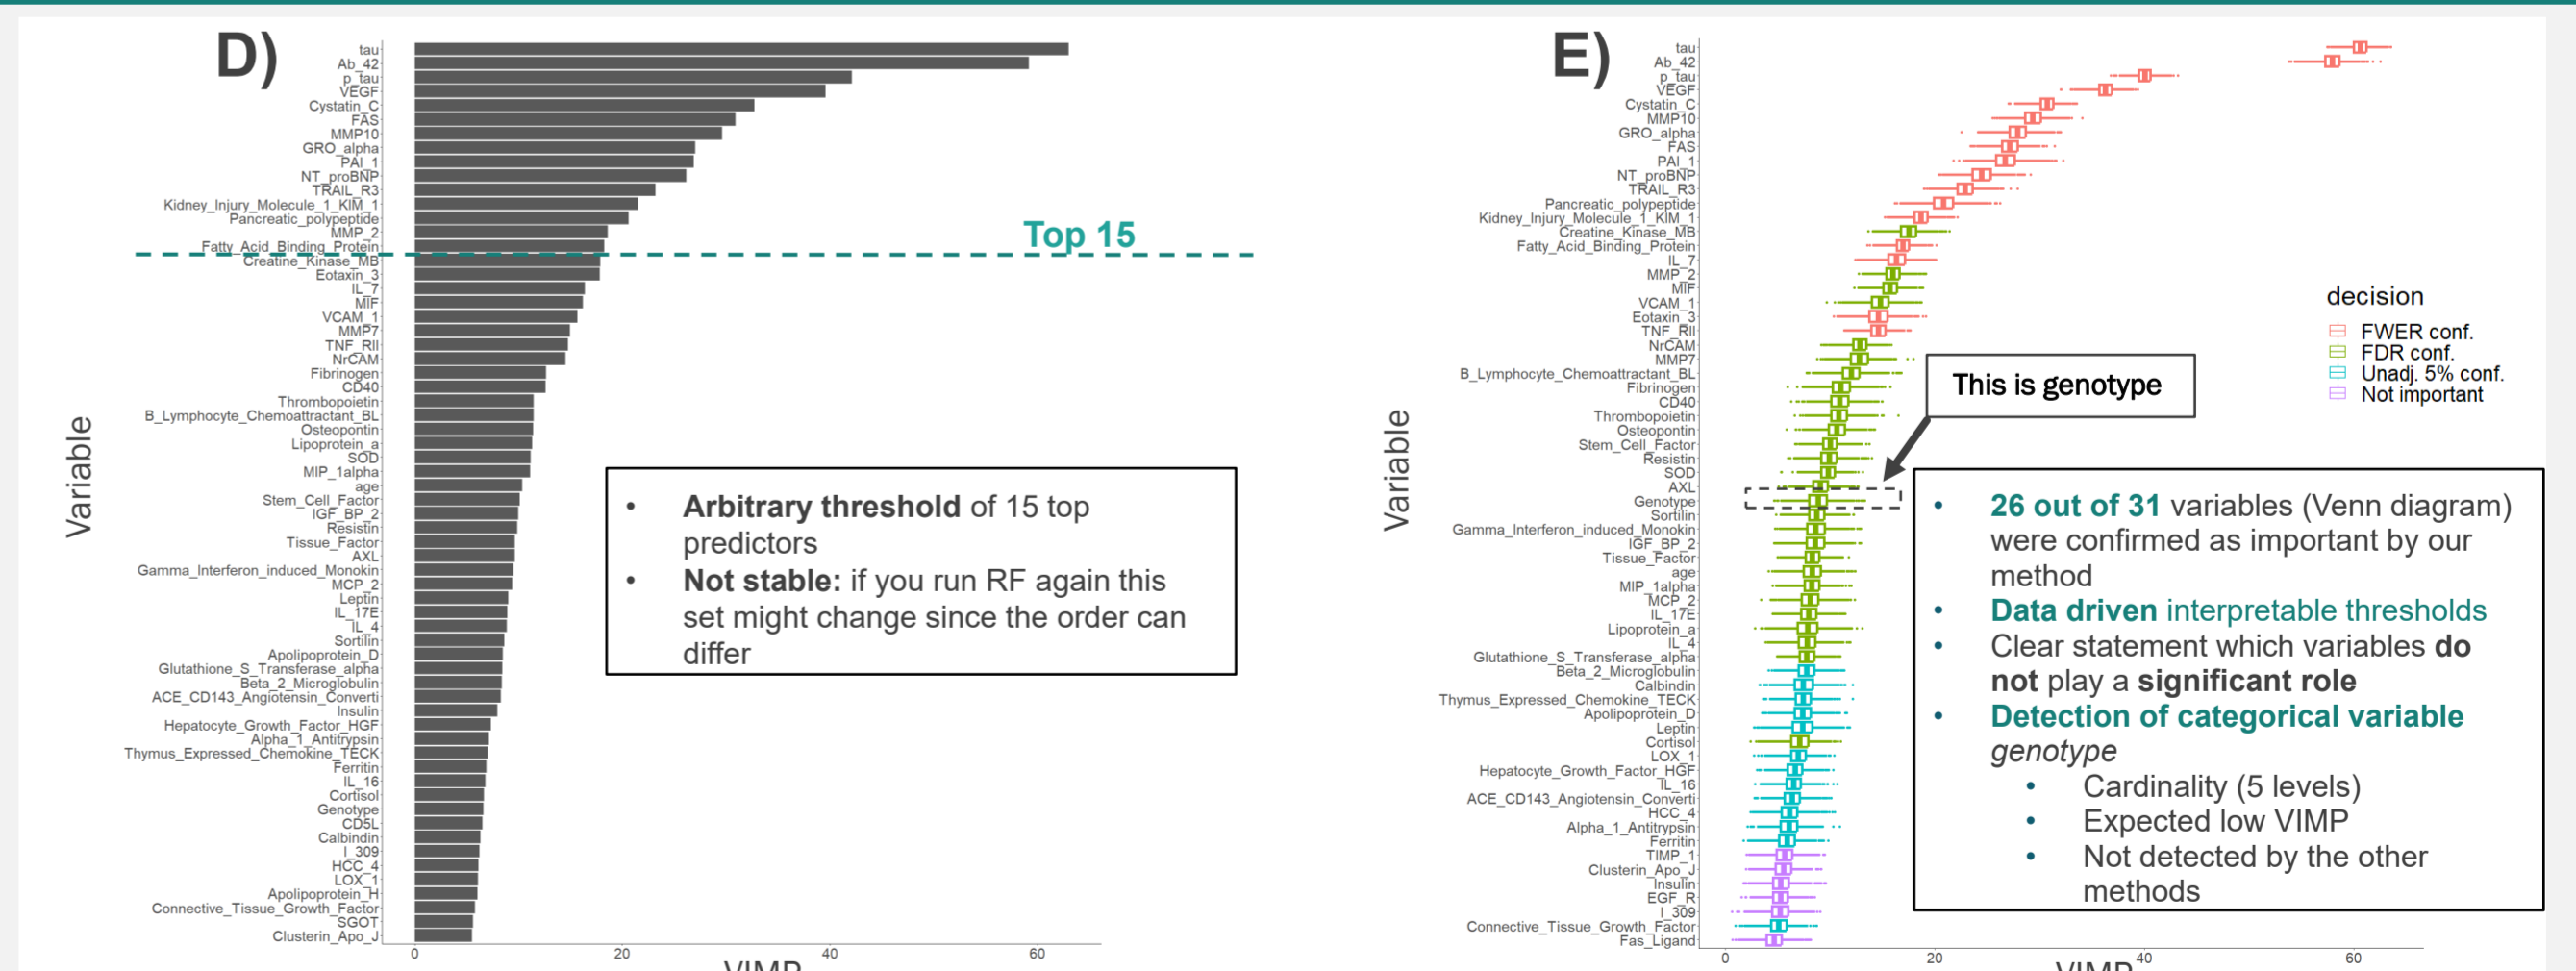 D)
tau
Ab_42
p_tau
VEGF
Cystatin_C
FAS
MMP10
GRO_alpha
PAI_1
NT_proBNP
TRAIL_R3
Kidney_Injury_Molecule_1_KIM_1
Pancreatic_polypeptide
MMP_2
Fatty_Acid_Binding_Protein
Creatine_Kinase_MB
Eotaxin_3
IL_7
MIF
VCAM_1
MMP7
TNF_RII
NrCAM
Fibrinogen
CD40
Thrombopoietin
B_Lymphocyte_Chemoattractant_BL
Osteopontin
Lipoprotein_a
SOD
MIP_1alpha
age
Stem_Cell_Factor
IGF_BP_2
Resistin
Tissue_Factor
AXL
Gamma_Interferon_induced_Monokin
MCP_2
Leptin
IL_17E
IL_4
Sortilin
Apolipoprotein_D
Glutathione_S_Transferase_alpha
Beta_2_Microglobulin
ACE_CD143_Angiotensin_Converti
Insulin
Hepatocyte_Growth_Factor_HGF
Alpha_1_Antitrypsin
Thymus_Expressed_Chemokine_TECK
Ferritin
IL_16
Cortisol
Genotype
CD5L
Calbindin
I_309
HCC_4
LOX_1
Apolipoprotein_H
Connective_Tissue_Growth_Factor
SGOT
Clusterin_Apo_J
Variable
0 20 40 60
VIMP
Top 15
• Arbitrary threshold of 15 top
predictors
• Not stable: if you run RF again this
set might change since the order can
differ
E)
tau
Ab_42
p_tau
VEGF
Cystatin_C
MMP10
GRO_alpha
FAS
PAI_1
NT_proBNP
TRAIL_R3
Pancreatic_polypeptide
Kidney_Injury_Molecule_1_KIM_1
Creatine_Kinase_MB
Fatty_Acid_Binding_Protein
IL_7
MMP_2
MIF
VCAM_1
Eotaxin_3
TNF_RII
NrCAM
MMP7
B_Lymphocyte_Chemoattractant_BL
Fibrinogen
CD40
Thrombopoietin
Osteopontin
Stem_Cell_Factor
Resistin
SOD
AXL
Genotype
Sortilin
Gamma_Interferon_induced_Monokin
IGF_BP_2
Tissue_Factor
age
MIP_1alpha
MCP_2
IL_17E
Lipoprotein_a
IL_4
Glutathione_S_Transferase_alpha
Beta_2_Microglobulin
Calbindin
Thymus_Expressed_Chemokine_TECK
Apolipoprotein_D
Leptin
Cortisol
LOX_1
Hepatocyte_Growth_Factor_HGF
IL_16
ACE_CD143_Angiotensin_Converti
HCC_4
Alpha_1_Antitrypsin
Ferritin
TIMP_1
Clusterin_Apo_J
Insulin
EGF_R
I_309
Connective_Tissue_Growth_Factor
Fas_Ligand
Variable
0 20 40 60
VIMP
decision
FWER conf.
FDR conf.
Unadj. 5% conf.
Not important
This is genotype
• 26 out of 31 variables (Venn diagram)
were confirmed as important by our
method
• Data driven interpretable thresholds
• Clear statement which variables do
not play a significant role
• Detection of categorical variable
genotype
• Cardinality (5 levels)
• Expected low VIMP
• Not detected by the other
methods